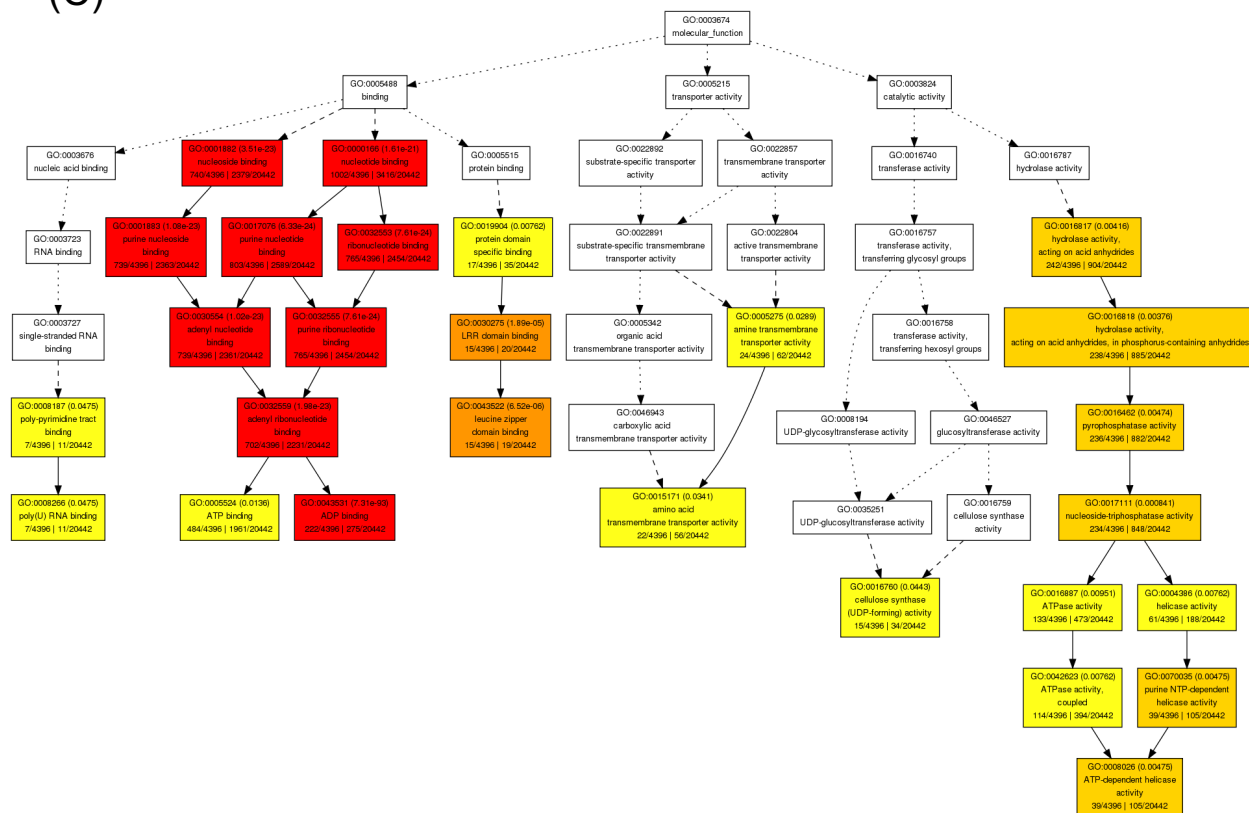 (C)
GO:0003674
molecular_function
GO:0005488
binding
GO:0005215
transporter activity
GO:0003824
catalytic activity
GO:0003676
nucleic acid binding
GO:0001882 (3.51e-23)
nucleoside binding
740/4396 | 2379/20442
GO:0000166 (1.61e-21)
nucleotide binding
1002/4396 | 3416/20442
GO:0005515
protein binding
GO:0022892
substrate-specific transporter
activity
GO:0022857
transmembrane transporter
activity
GO:0016740
transferase activity
GO:0016787
hydrolase activity
GO:0003723
RNA binding
GO:0001883 (1.08e-23)
purine nucleoside
binding
739/4396 | 2363/20442
GO:0017076 (6.33e-24)
purine nucleotide
binding
803/4396 | 2589/20442
GO:0032553 (7.61e-24)
ribonucleotide binding
765/4396 | 2454/20442
GO:0019904 (0.00762)
protein domain
specific binding
17/4396 | 35/20442
GO:0022891
substrate-specific transmembrane
transporter activity
GO:0022804
active transmembrane
transporter activity
GO:0016757
transferase activity,
transferring glycosyl groups
GO:0016817 (0.00416)
hydrolase activity,
acting on acid anhydrides
242/4396 | 904/20442
GO:0003727
single-stranded RNA
binding
GO:0030554 (1.02e-23)
adenyl nucleotide
binding
739/4396 | 2361/20442
GO:0032555 (7.61e-24)
purine ribonucleotide
binding
765/4396 | 2454/20442
GO:0030275 (1.89e-05)
LRR domain
binding
15/4396 | 20/20442
GO:0005342
organic acid
transmembrane transporter activity
GO:0005275 (0.0289)
amine transmembrane
transporter activity
24/4396 | 62/20442
GO:0016758
transferase activity,
transferring hexosyl groups
GO:0016818 (0.00376)
hydrolase activity,
acting on acid anhydrides, in phosphorus-containing anhydrides
238/4396 | 885/20442
GO:0008187 (0.0475)
poly-pyrimidine tract
binding
7/4396 | 11/20442
GO:0032559 (1.99e-23)
adenyl ribonucleotide
binding
702/4396 | 2231/20442
GO:0043522 (6.52e-06)
leucine zipper
domain binding
15/4396 | 19/20442
GO:0046943
carboxylic acid
transmembrane transporter activity
GO:0008194
UDP-glycosyltransferase activity
GO:0046527
glucosyltransferase activity
GO:0016462 (0.00474)
pyrophosphatase activity
236/4396 | 882/20442
GO:0008266 (0.0475)
poly(U) RNA binding
7/4396 | 11/20442
GO:0005524 (0.0136)
ATP binding
484/4396 | 1961/20442
GO:0043531 (7.31e-93)
ADP binding
222/4396 | 275/20442
GO:0015171 (0.0341)
amino acid
transmembrane transporter activity
22/4396 | 56/20442
GO:0035251
UDP-glucosyltransferase activity
GO:0016759
cellulose synthase
activity
GO:0017111 (0.000841)
nucleoside-triphosphatase activity
234/4396 | 848/20442
GO:0016760 (0.0443)
cellulose synthase
(UDP-forming) activity
15/4396 | 34/20442
GO:0016887 (0.00951)
ATPase activity
133/4396 | 473/20442
GO:0004386 (0.00762)
helicase activity
61/4396 | 188/20442
GO:0042623 (0.00762)
ATPase activity,
coupled
114/4396 | 394/20442
GO:0070035 (0.00475)
purine NTP-dependent
helicase activity
39/4396 | 105/20442
GO:0008026 (0.00475)
ATP-dependent helicase
activity
39/4396 | 105/20442